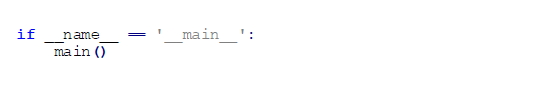 if __name__ == '__main__':
    main()